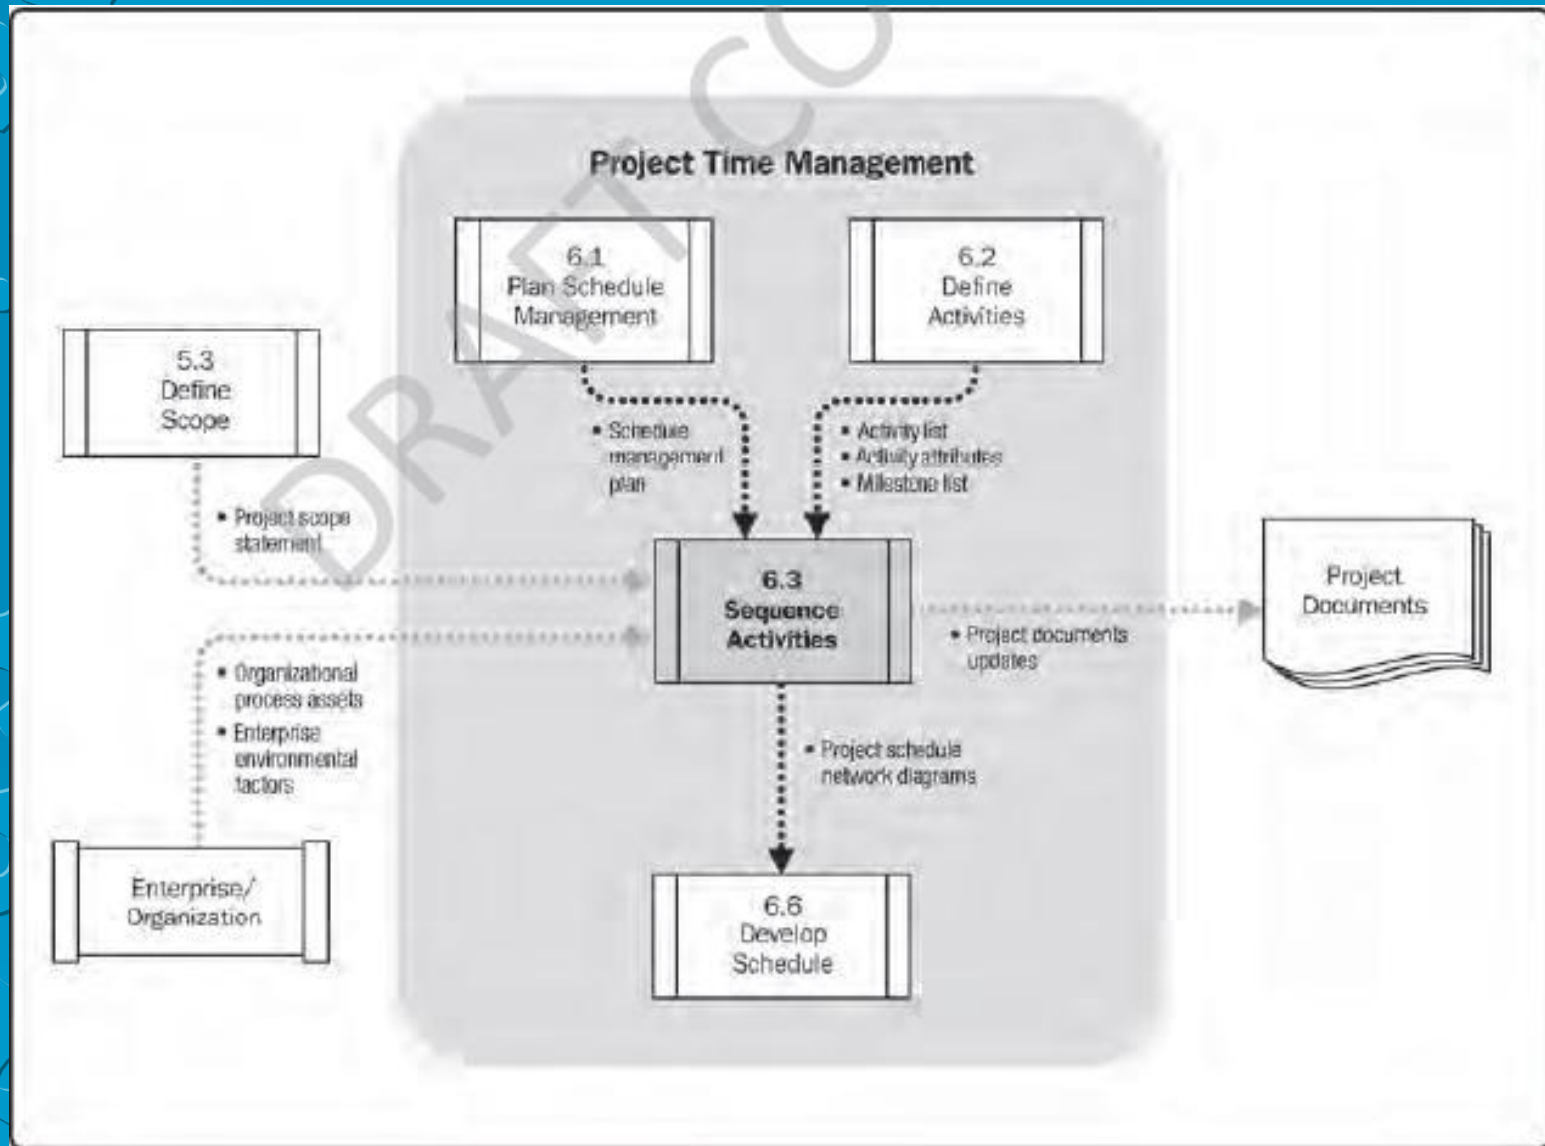 DRAFT CO
Project Time Management
6.1
Plan Schedule
Management
6.2
Define
Activities
5.3
Define
Scope
▪ Schedule
management
plan
▪ Activity list
▪ Activity attributes
▪ Milestone list
▪ Project scope
statement
6.3
Sequence
Activities
Project
Documents
▪ Project documents
updates
▪ Organizational
process assets
▪ Enterprise
environmental
factors
▪ Project schedule
network diagrams
Enterprise/
Organization
6.6
Develop
Schedule